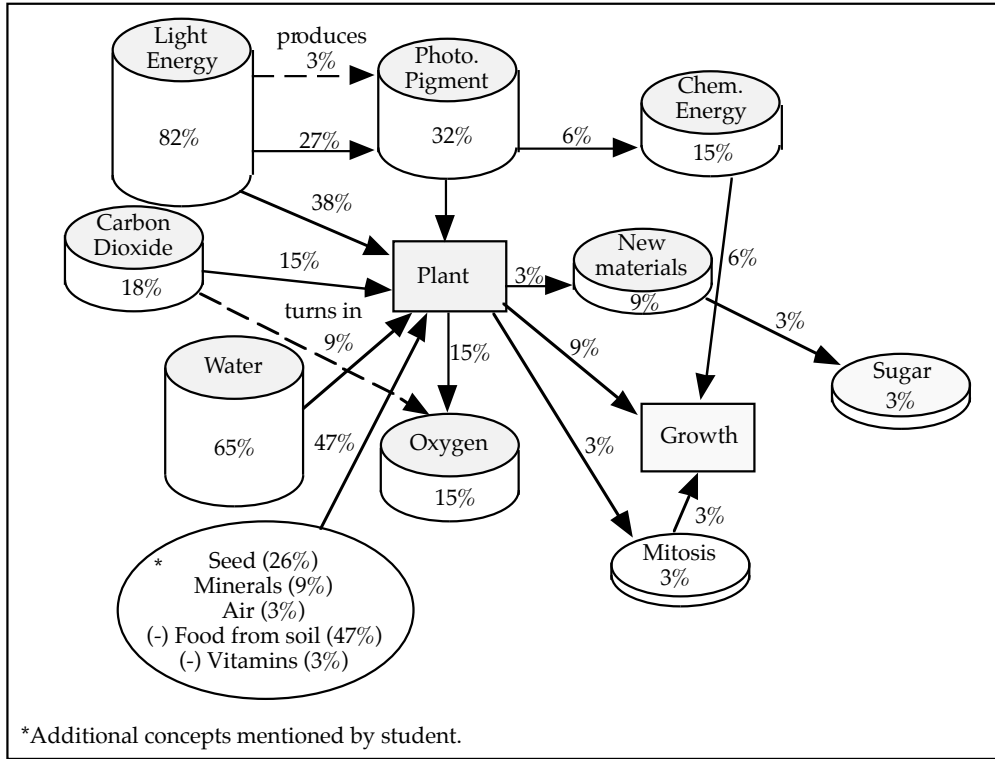 Light
Energy
82%
produces
3%
27%
Photo.
Pigment
32%
6%
Chem.
Energy
15%
38%
Carbon
Dioxide
18%
15%
Plant
3%
New
materials
9%
6%
3%
Sugar
3%
turns in
9%
15%
9%
Water
65%
47%
Oxygen
15%
3%
Growth
3%
Mitosis
3%
* Seed (26%)
Minerals (9%)
Air (3%)
(-) Food from soil (47%)
(-) Vitamins (3%)
*Additional concepts mentioned by student.